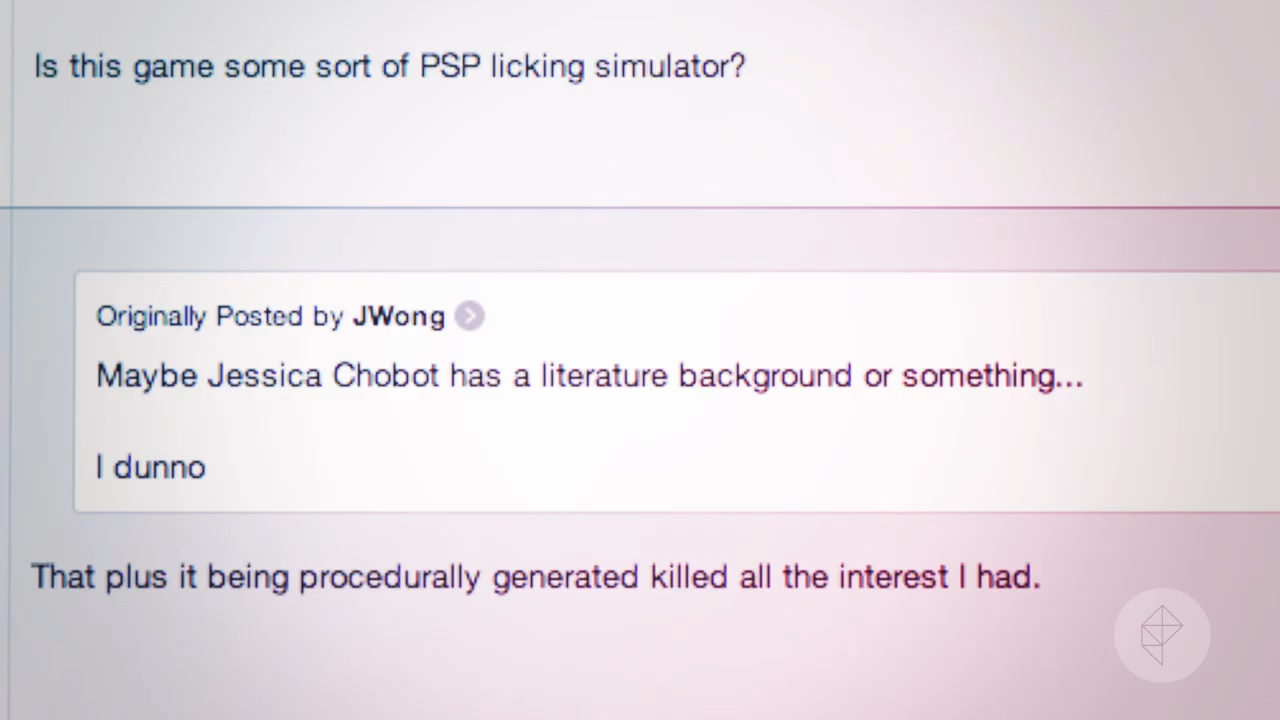 Is this game some sort of PSP licking simulator?
Originally Posted by JWong
Maybe Jessica Chobot has a literature background or something...
I dunno
That plus it being procedurally generated killed all the interest I had.